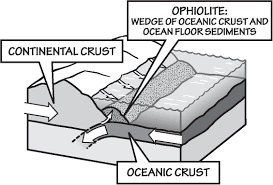 OPHIOLITE:
WEDGE OF OCEANIC CRUST AND
OCEAN FLOOR SEDIMENTS
CONTINENTAL CRUST
OCEANIC CRUST